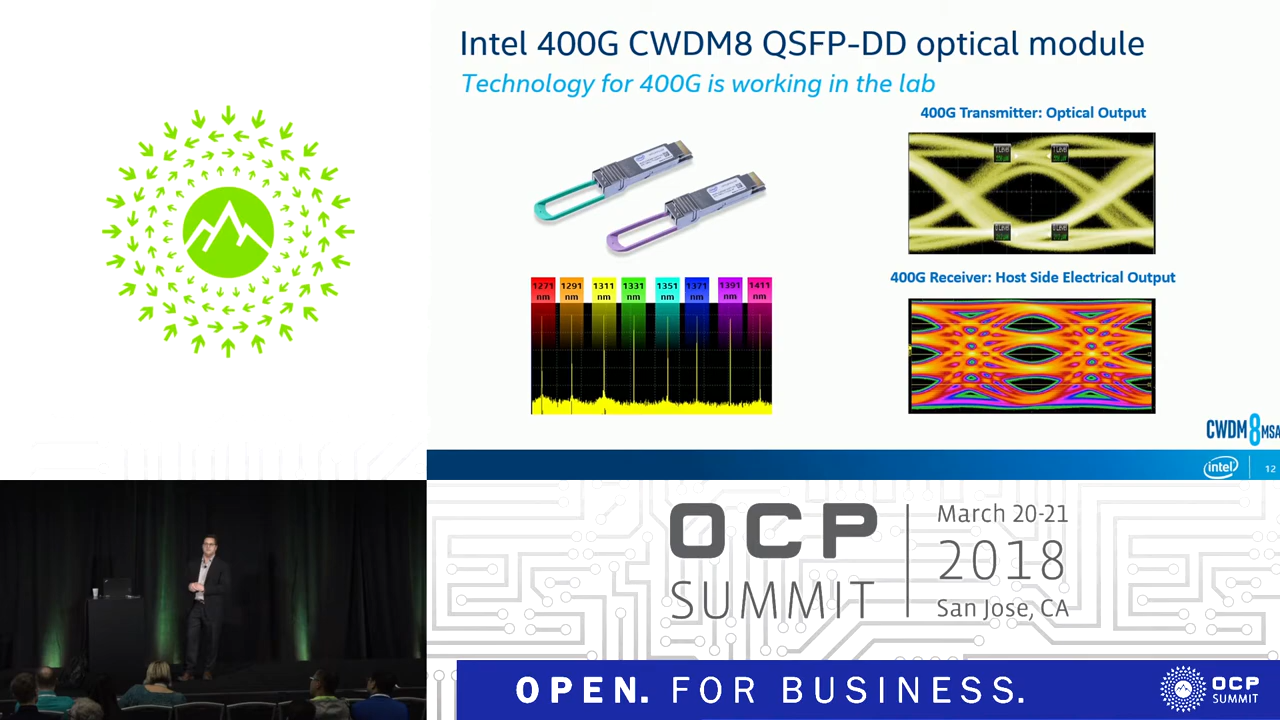 Intel 400G CWDM8 QSFP-DD optical module
Technology for 400G is working in the lab
400G Transmitter: Optical Output
1271 nm
1291 nm
1311 nm
1331 nm
1351 nm
1371 nm
1391 nm
1411 nm
400G Receiver: Host Side Electrical Output
CWDM8 MSA
intel
12
OCP
SUMMIT
March 20-21
2018
San Jose, CA
OPEN. FOR BUSINESS.
OCP
SUMMIT